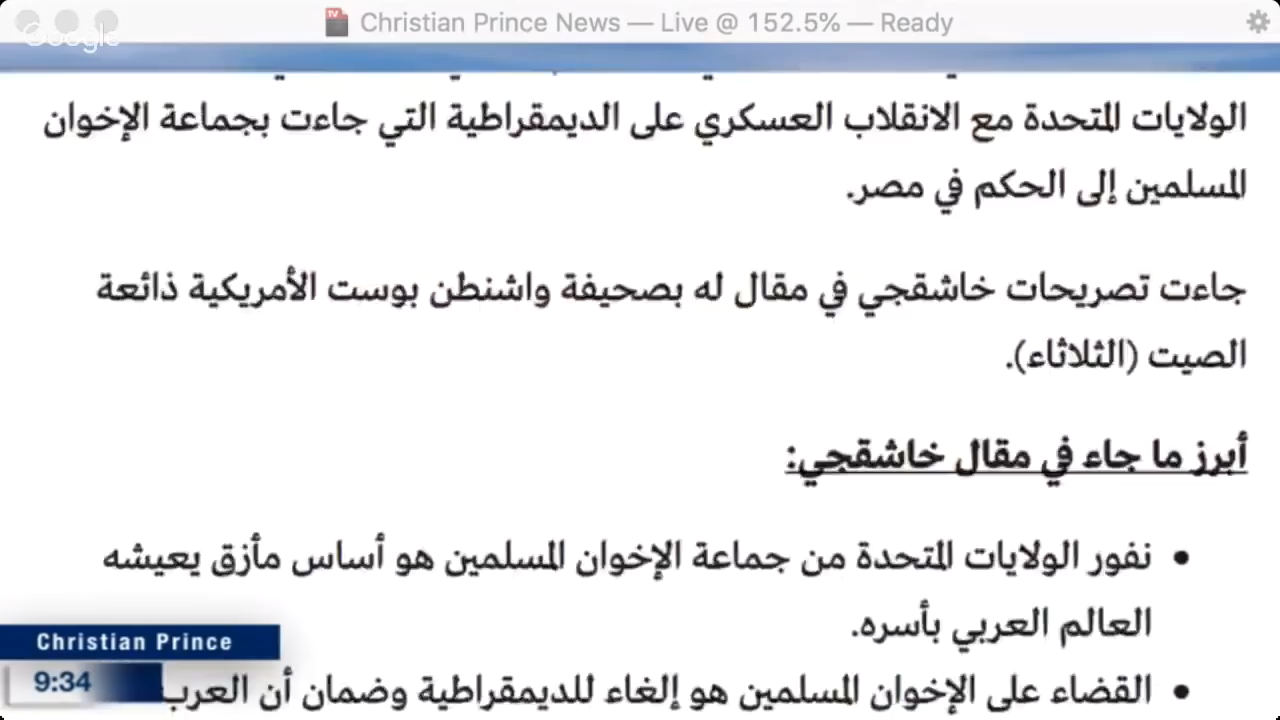 Christian Prince News — Live @ 152.5% — Ready
Google
الولايات المتحدة مع الانقلاب العسكري على الديمقراطية التي جاءت بجماعة الإخوان
المسلمين إلى الحكم في مصر.
جاءت تصريحات خاشقجي في مقال له بصحيفة واشنطن بوست الأمريكية ذائعة
الصيت (الثلاثاء).
أبرز ما جاء في مقال خاشقجي:
• نفور الولايات المتحدة من جماعة الإخوان المسلمين هو أساس مأزق يعيشه
العالم العربي بأسره.
• القضاء على الإخوان المسلمين هو إلغاء للديمقراطية وضمان أن العرب
Christian Prince
9:34